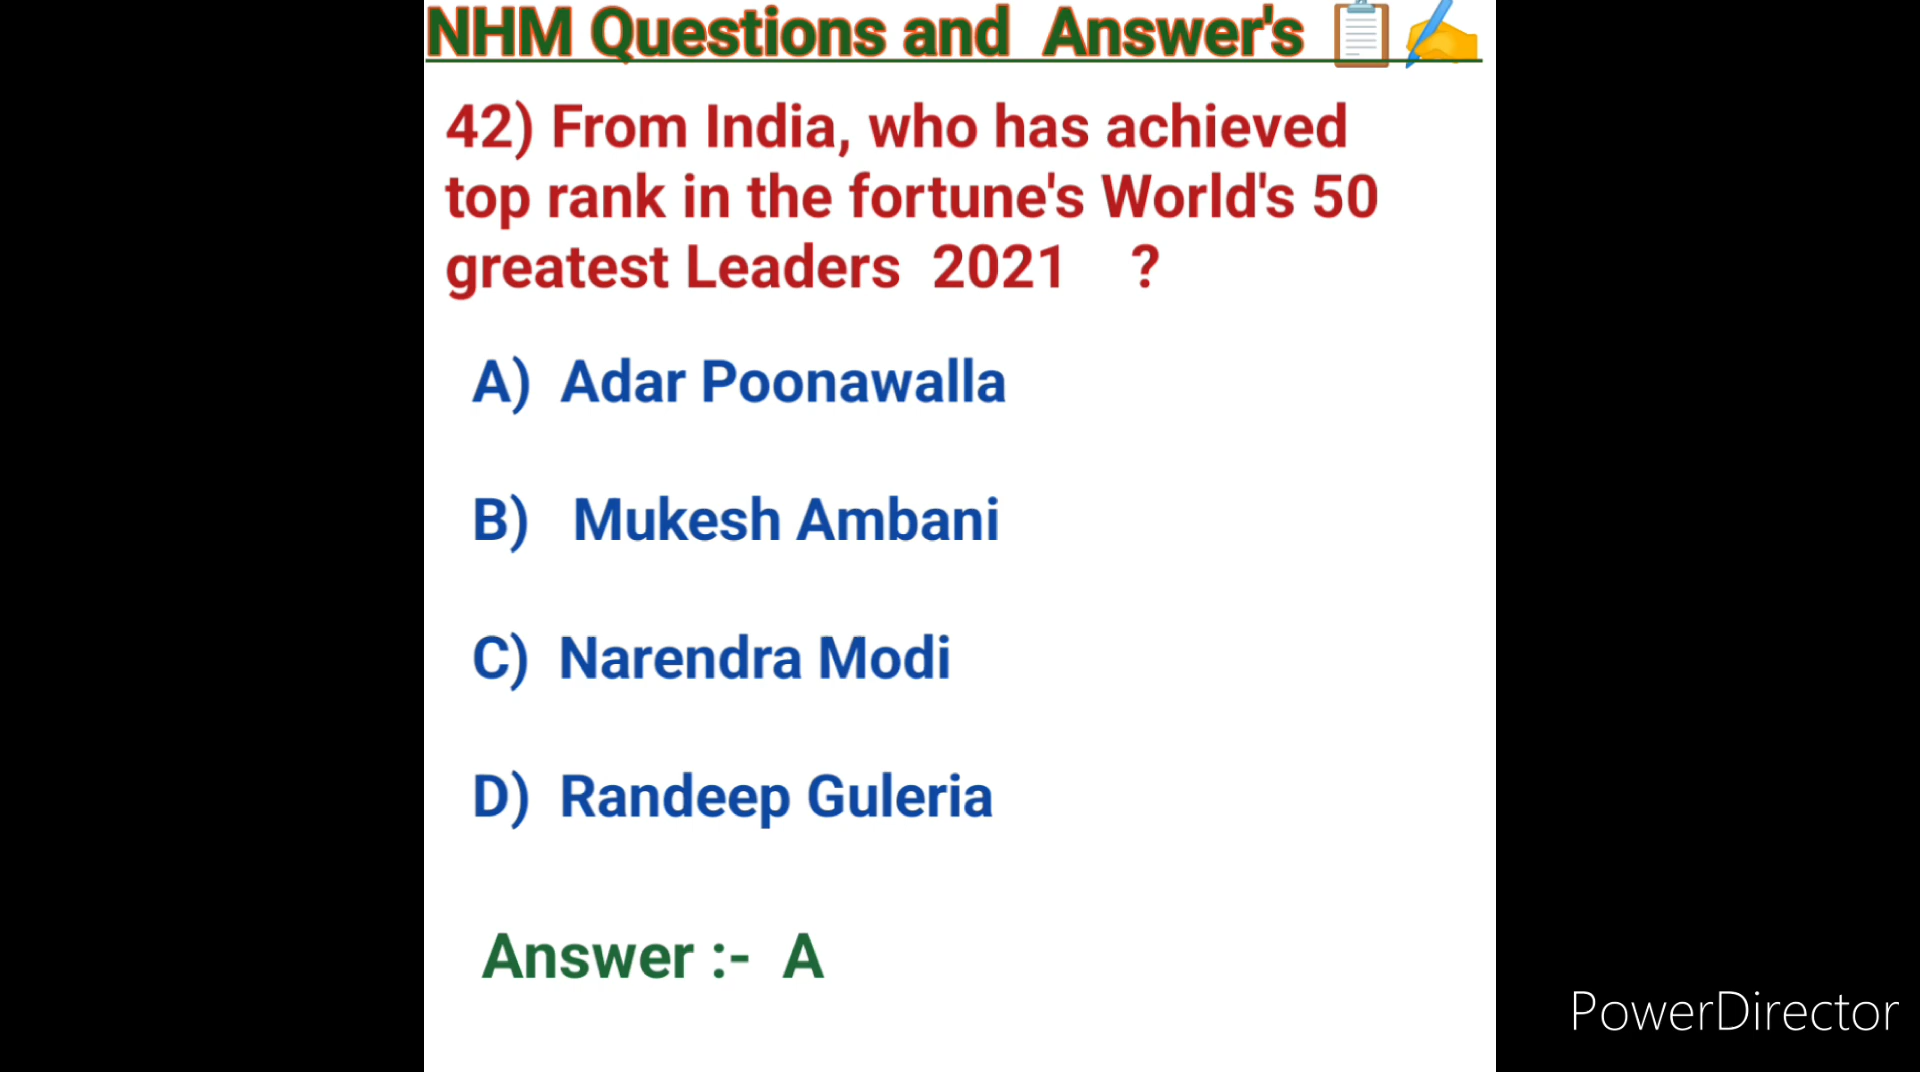 NHM Questions and Answer's 📋✍️
42) From India, who has achieved
top rank in the fortune's World's 50
greatest Leaders 2021 ?
A) Adar Poonawalla
B) Mukesh Ambani
C) Narendra Modi
D) Randeep Guleria
Answer :- A
PowerDirector